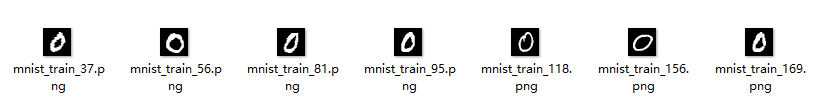 0 0 0 0 0 0 0
mnist_train_37.p mnist_train_56.p mnist_train_81.p mnist_train_95.p mnist_train_118. mnist_train_156. mnist_train_169.
ng ng ng ng png png png